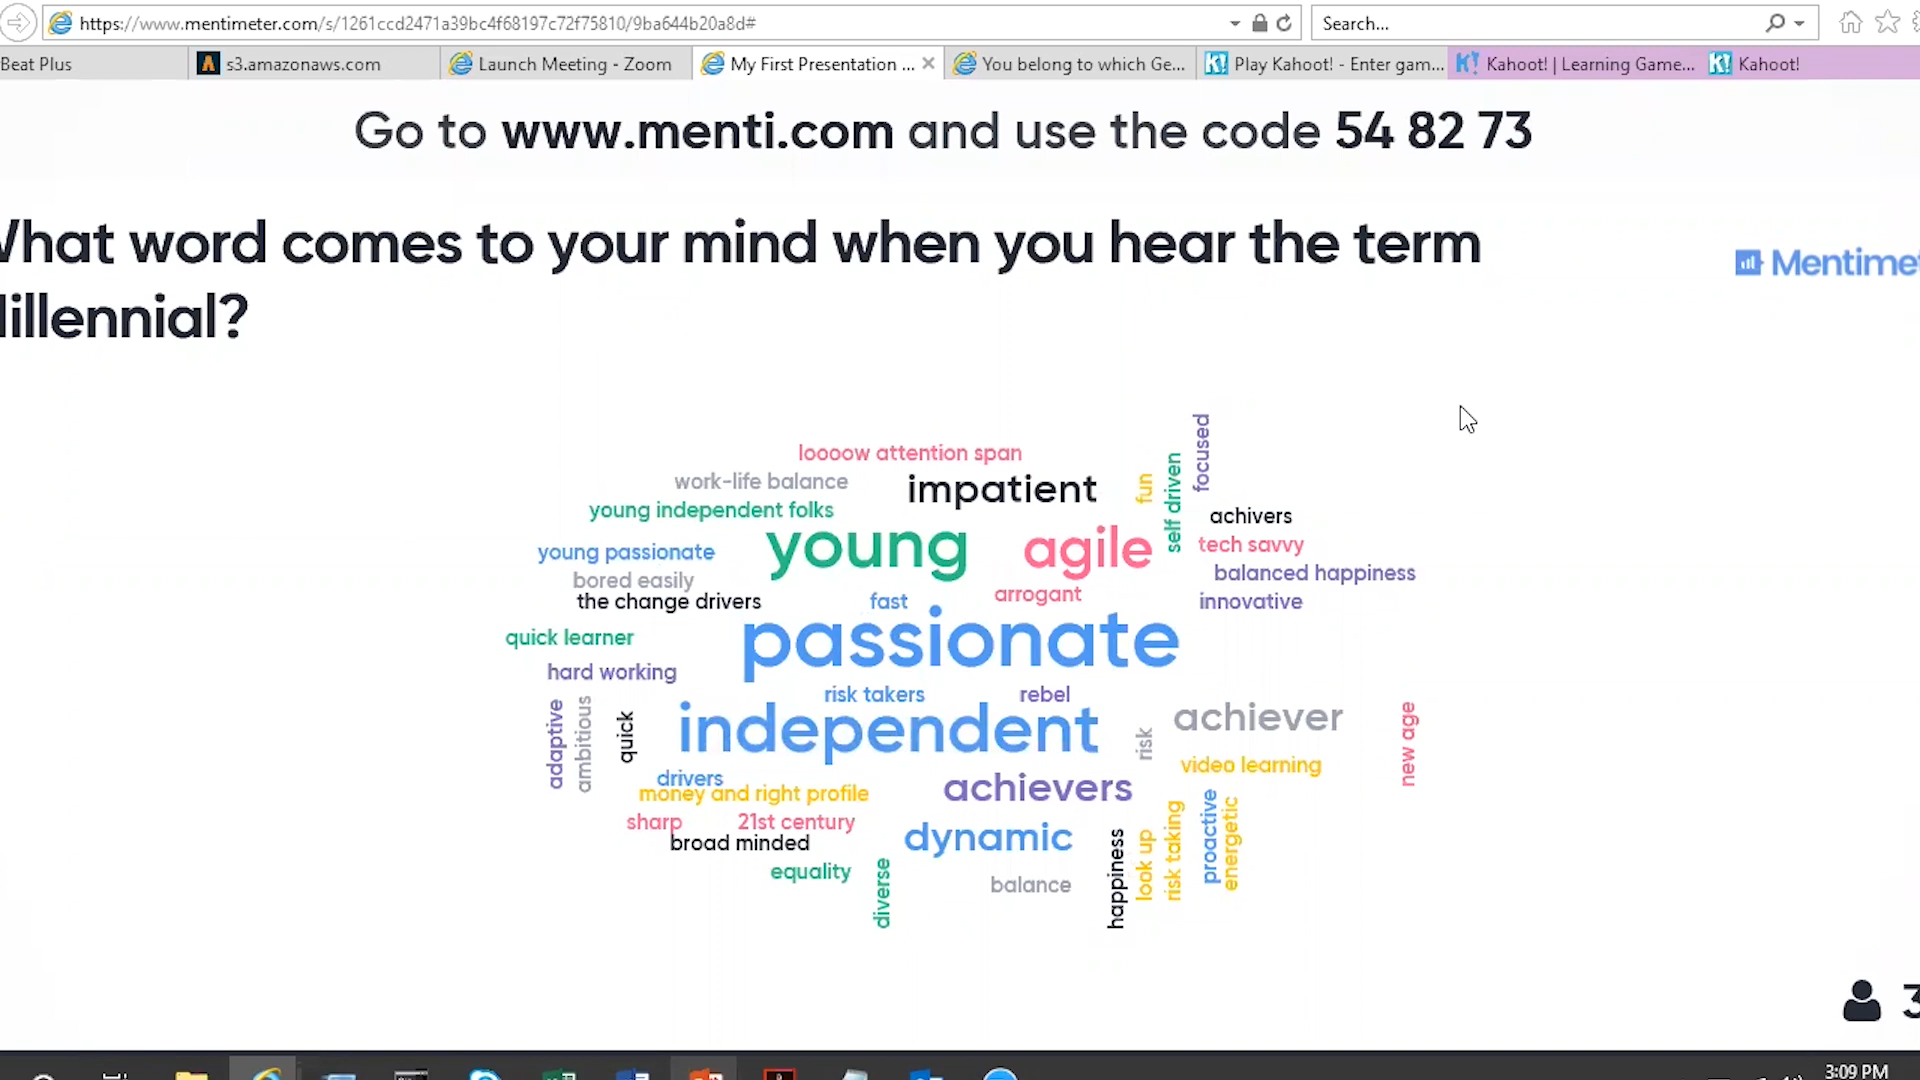 https://www.mentimeter.com/s/1261ccd2471a39bc4f68197c72f75810/9ba644b20a8d#
Search...
Beat Plus
s3.amazonaws.com
Launch Meeting - Zoom
My First Presentation ...
You belong to which Ge...
Play Kahoot! - Enter gam...
Kahoot! | Learning Game...
Kahoot!
Go to www.menti.com and use the code 54 82 73
What word comes to your mind when you hear the term
Millennial?
Mentimet
focused
loooow attention span
work-life balance
impatient
fun
self driven
young independent folks
achivers
young
agile
tech savvy
young passionate
balanced happiness
bored easily
the change drivers
fast
arrogant
innovative
passionate
quick learner
hard working
risk takers
rebel
adaptive
ambitious
quick
independent
risk
achiever
new age
video learning
drivers
money and right profile
achievers
sharp
21st century
broad minded
dynamic
equality
diverse
balance
happiness
look up
risk taking
proactive
energetic
3
3:09 PM